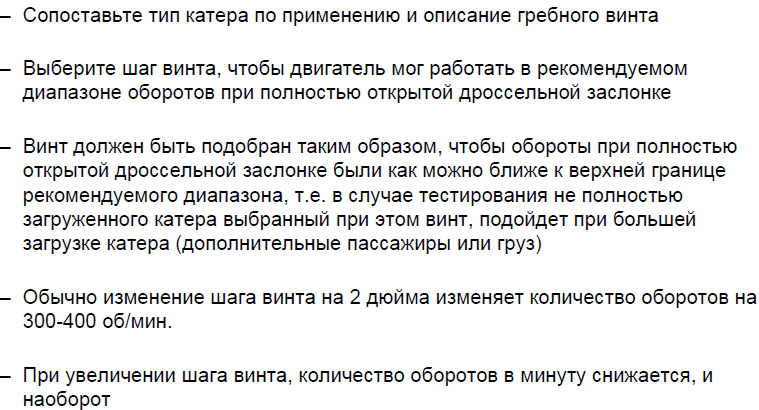 – Сопоставьте тип катера по применению и описание гребного винта
– Выберите шаг винта, чтобы двигатель мог работать в рекомендуемом
диапазоне оборотов при полностью открытой дроссельной заслонке
– Винт должен быть подобран таким образом, чтобы обороты при полностью
открытой дроссельной заслонке были как можно ближе к верхней границе
рекомендуемого диапазона, т.е. в случае тестирования не полностью
загруженного катера выбранный при этом винт, подойдет при большей
загрузке катера (дополнительные пассажиры или груз)
– Обычно изменение шага винта на 2 дюйма изменяет количество оборотов на
300-400 об/мин.
– При увеличении шага винта, количество оборотов в минуту снижается, и
наоборот